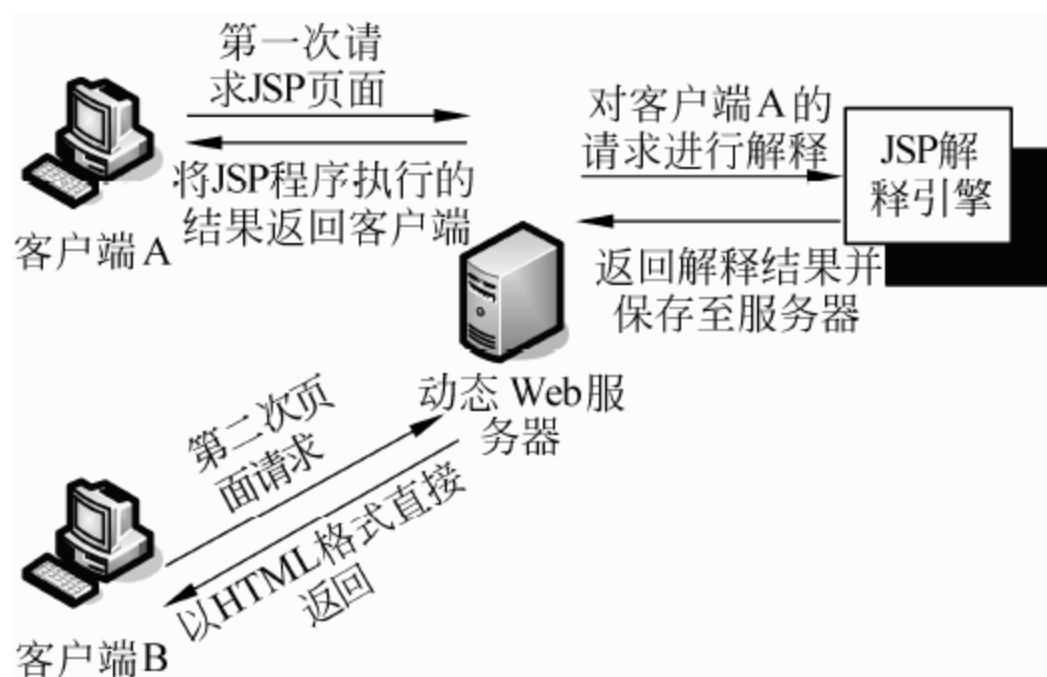 第一次请
求JSP页面
将JSP程序执行的
结果返回客户端
客户端A
对客户端A的
请求进行解释
JSP解
释引擎
返回解释结果并
保存至服务器
动态 Web服
务器
第二次页
面请求
以HTML格式直接
返回
客户端B